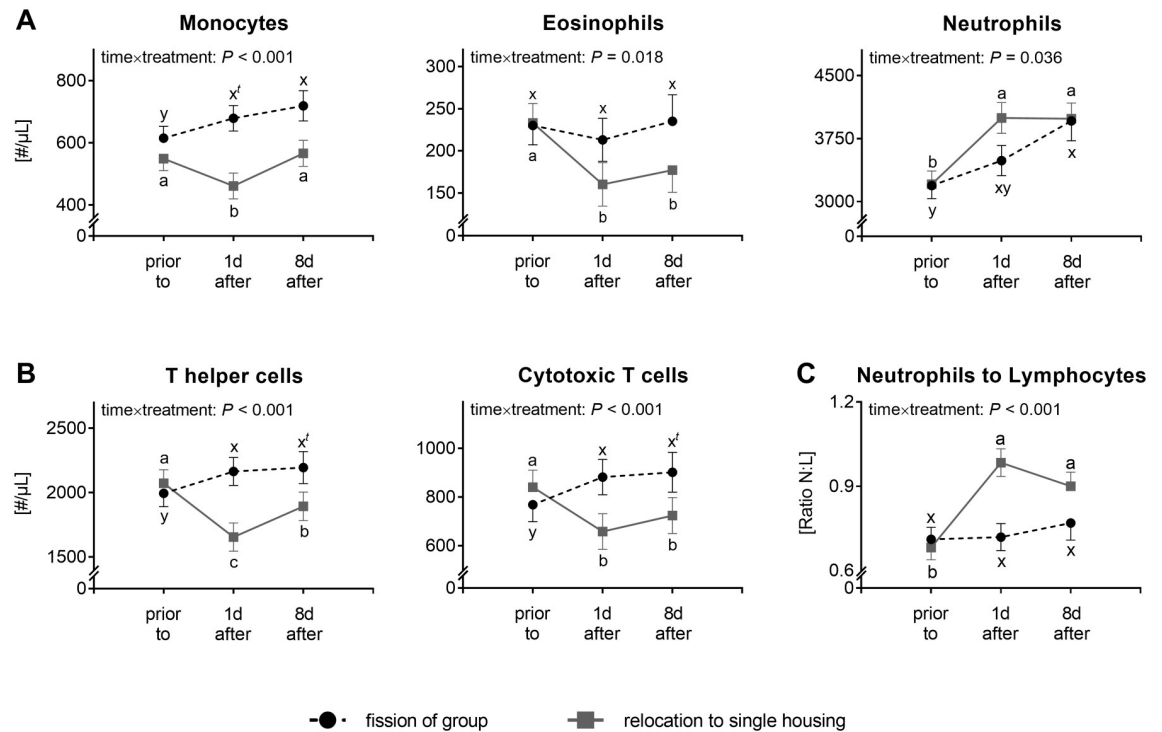 A
Monocytes
time×treatment: P < 0.001
[#/µL]
800
600
400
0
y
xᵗ
x
a
b
a
prior to
1d after
8d after
Eosinophils
time×treatment: P = 0.018
300
250
200
150
0
x
x
x
a
b
b
prior to
1d after
8d after
Neutrophils
time×treatment: P = 0.036
4500
3750
3000
0
b
a
a
y
xy
x
prior to
1d after
8d after
B
T helper cells
time×treatment: P < 0.001
[#/µL]
2500
2000
1500
0
a
x
xᵗ
y
c
b
prior to
1d after
8d after
Cytotoxic T cells
time×treatment: P < 0.001
1000
800
600
0
a
x
xᵗ
y
b
b
prior to
1d after
8d after
C
Neutrophils to Lymphocytes
time×treatment: P < 0.001
[Ratio N:L]
1.2
0.9
0.6
0
x
a
a
b
x
x
prior to
1d after
8d after
fission of group
relocation to single housing